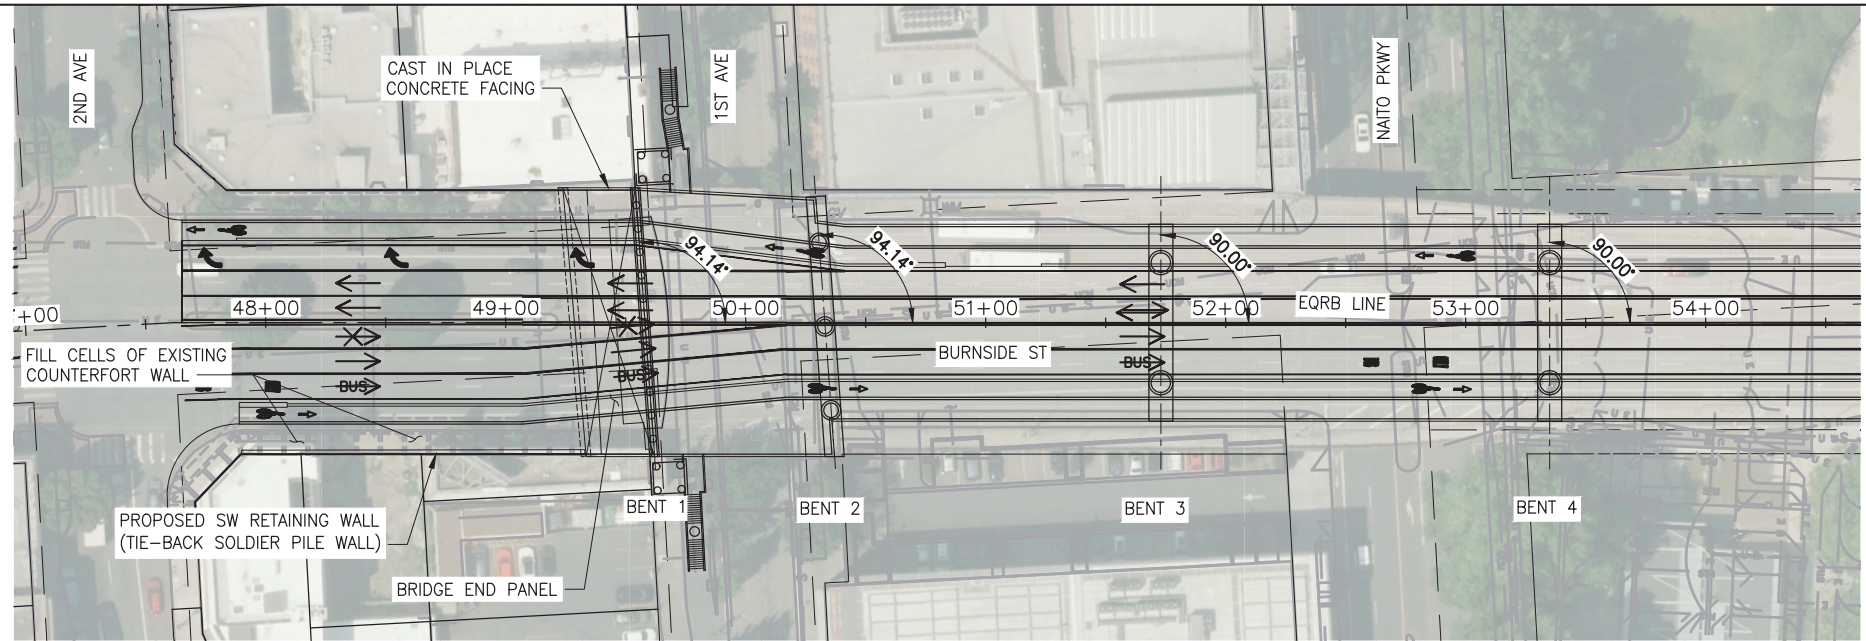 2ND AVE
CAST IN PLACE
CONCRETE FACING
1ST AVE
NAITO PKWY
94.14°
94.14°
90.00°
90.00°
+00
48+00
49+00
50+00
51+00
52+00
EQRB LINE
53+00
54+00
FILL CELLS OF EXISTING
COUNTERFORT WALL
BURNSIDE ST
BUS
BUS
BUS
PROPOSED SW RETAINING WALL
(TIE-BACK SOLDIER PILE WALL)
BENT 1
BENT 2
BENT 3
BENT 4
BRIDGE END PANEL